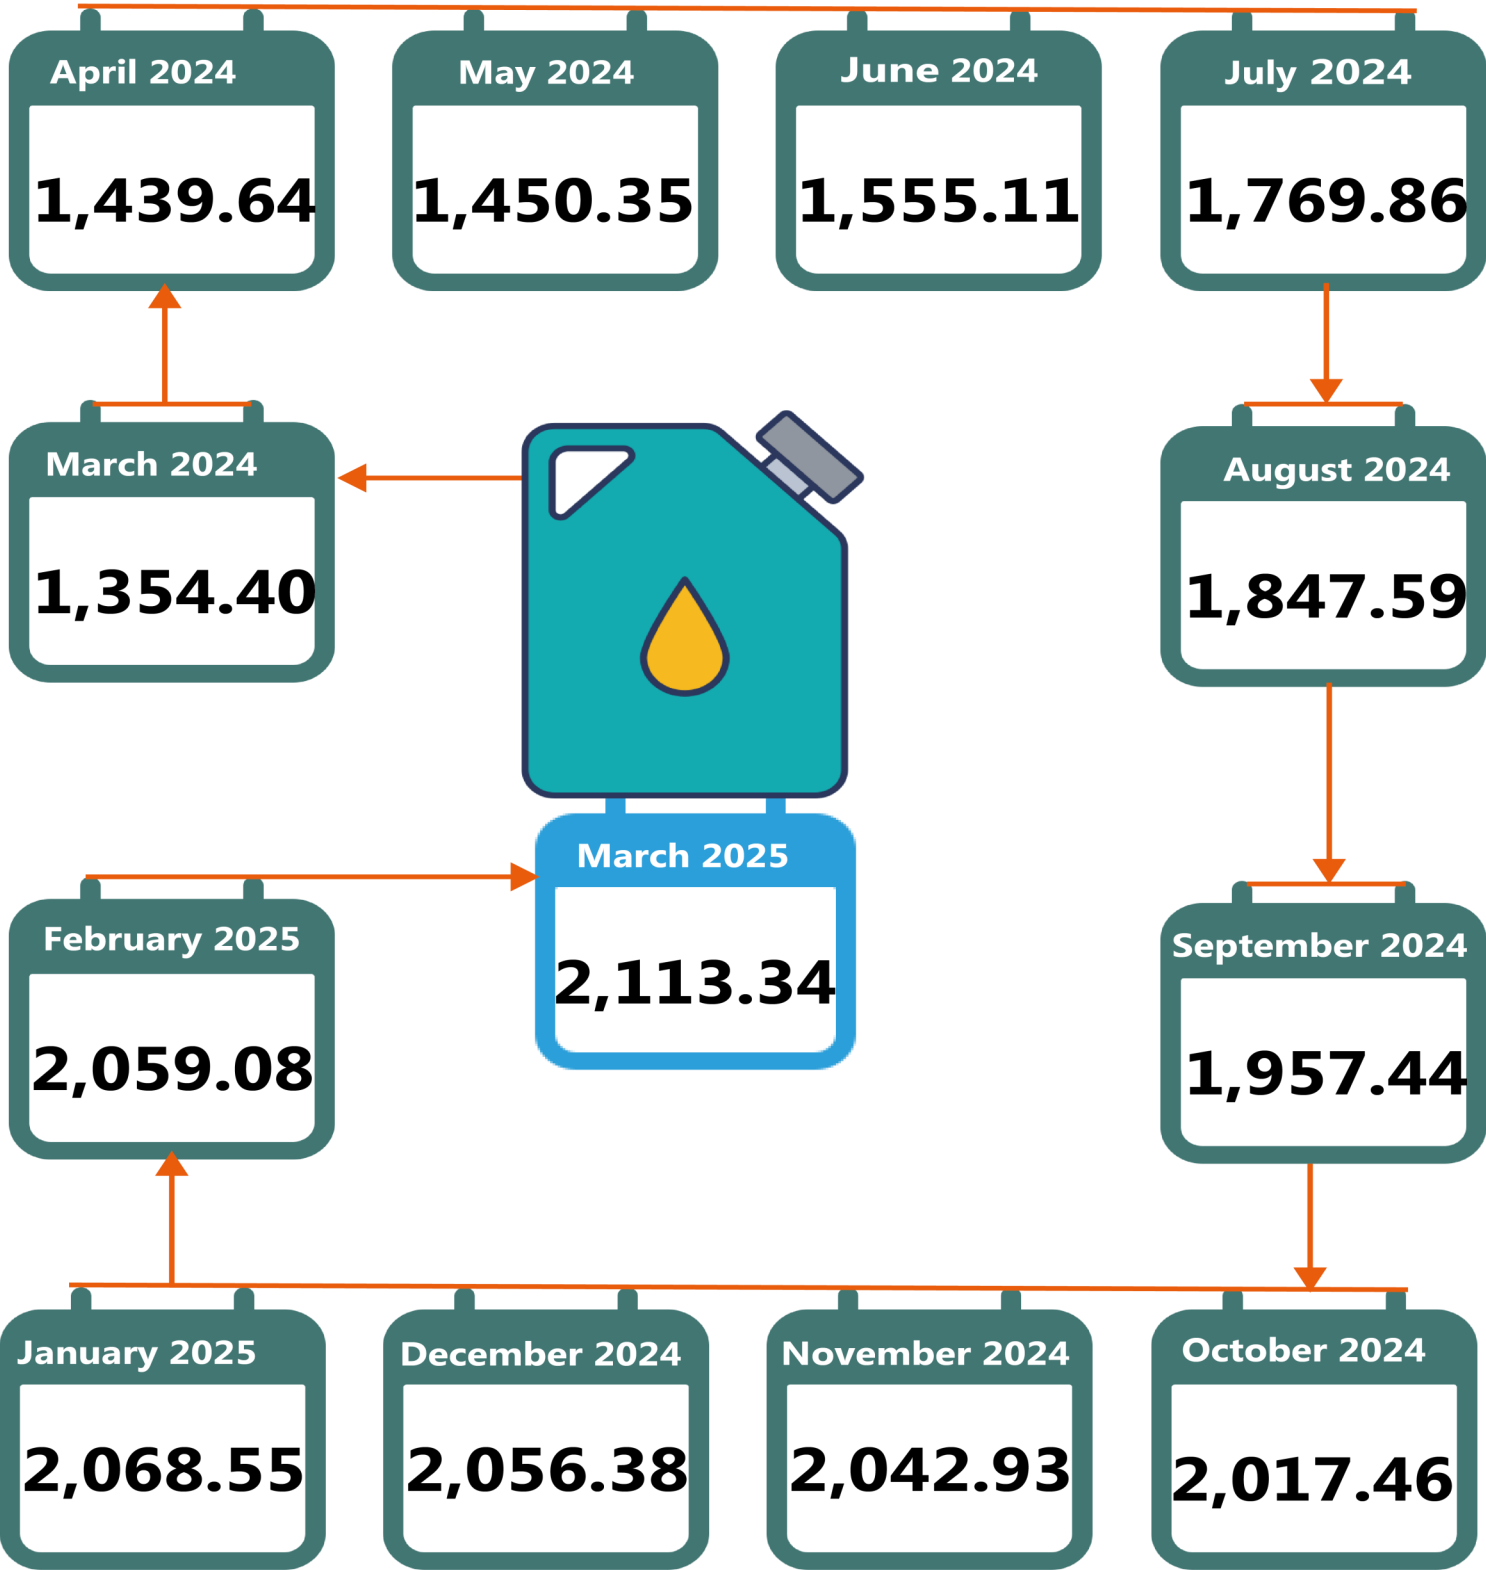 April 2024
1,439.64
May 2024
1,450.35
June 2024
1,555.11
July 2024
1,769.86
March 2024
1,354.40
August 2024
1,847.59
March 2025
2,113.34
February 2025
2,059.08
September 2024
1,957.44
January 2025
2,068.55
December 2024
2,056.38
November 2024
2,042.93
October 2024
2,017.46